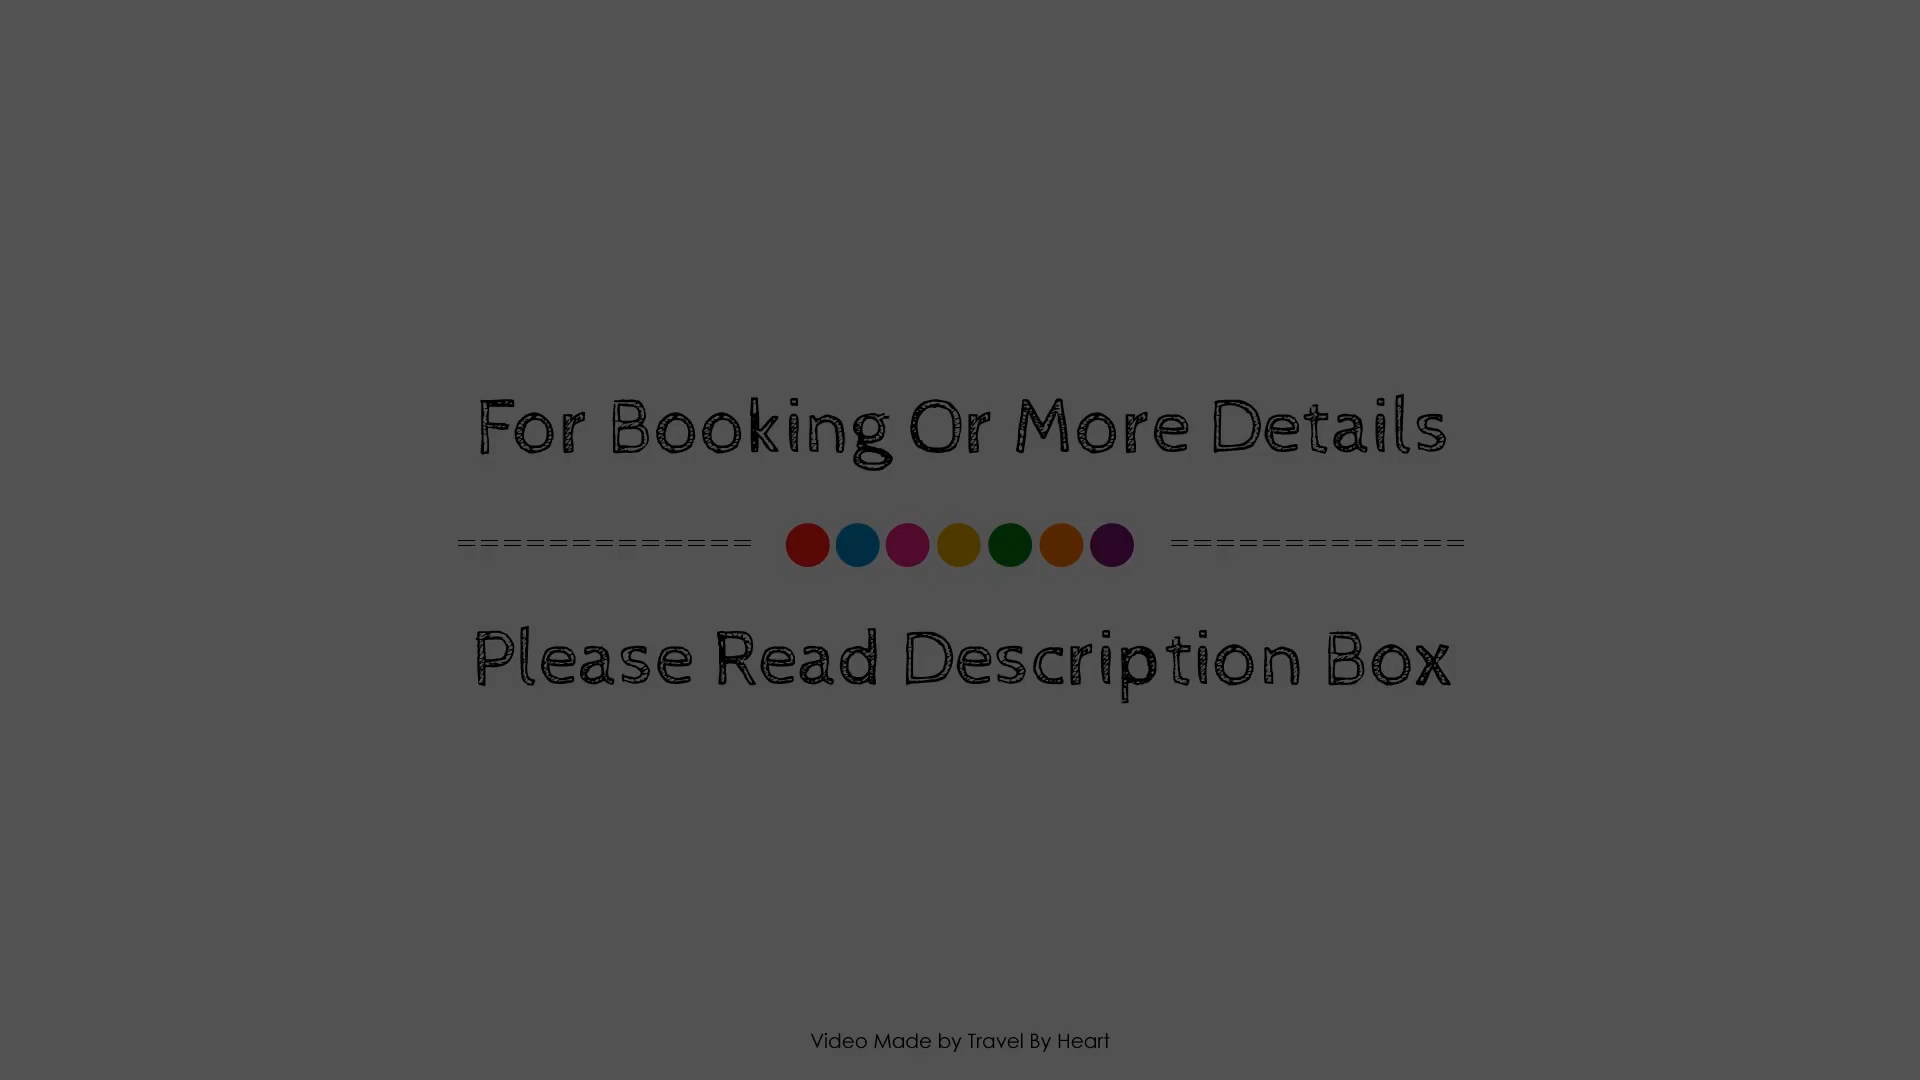 For Booking Or More Details
============= =============
Please Read Description Box
Video Made by Travel By Heart